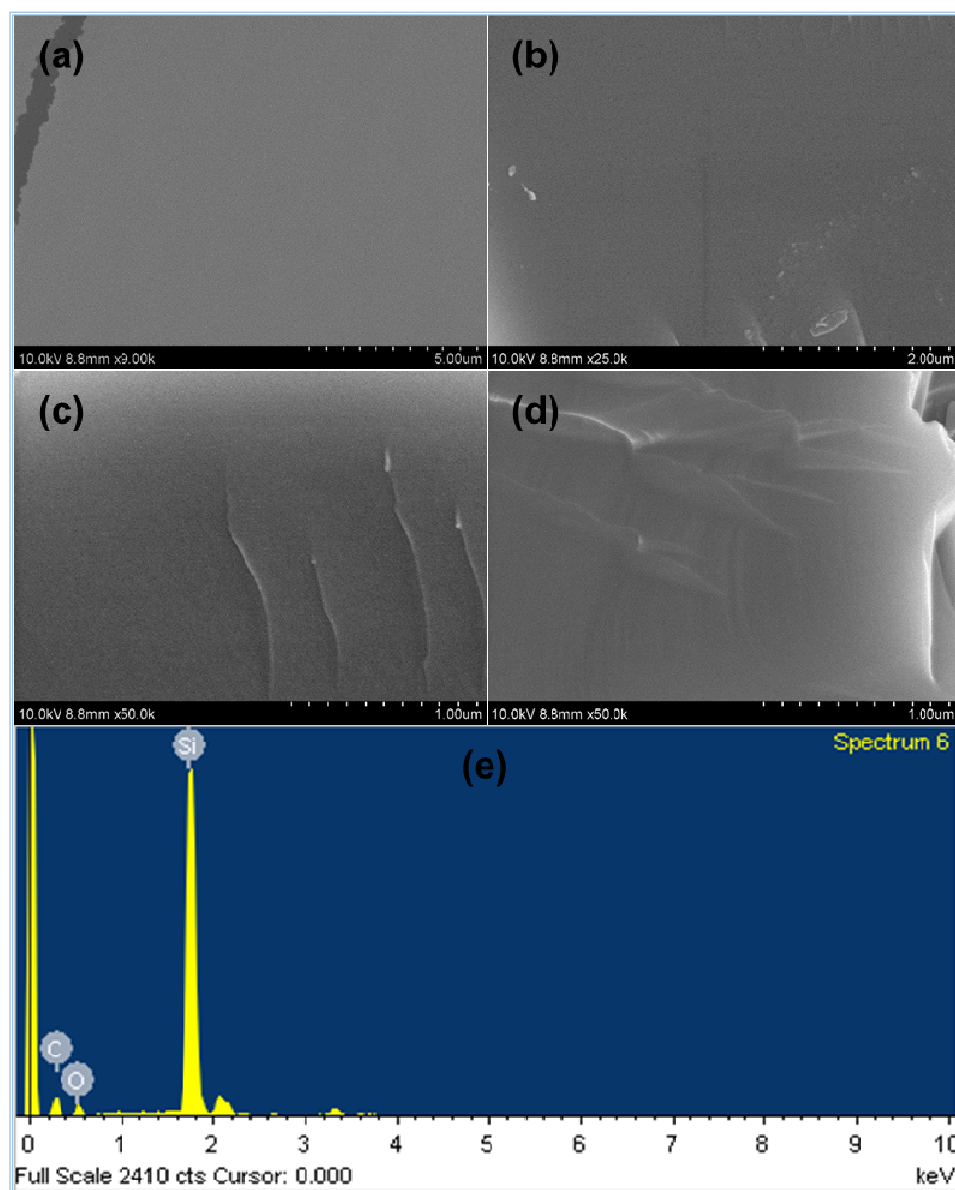 (a)
(b)
10.0kV 8.8mm x9.00k 5.00um
10.0kV 8.8mm x25.0k 2.00um
(c)
(d)
10.0kV 8.8mm x50.0k 1.00um
10.0kV 8.8mm x50.0k 1.00um
Si
(e)
Spectrum 6
C
O
0 1 2 3 4 5 6 7 8 9 10
Full Scale 2410 cts Cursor: 0.000 keV